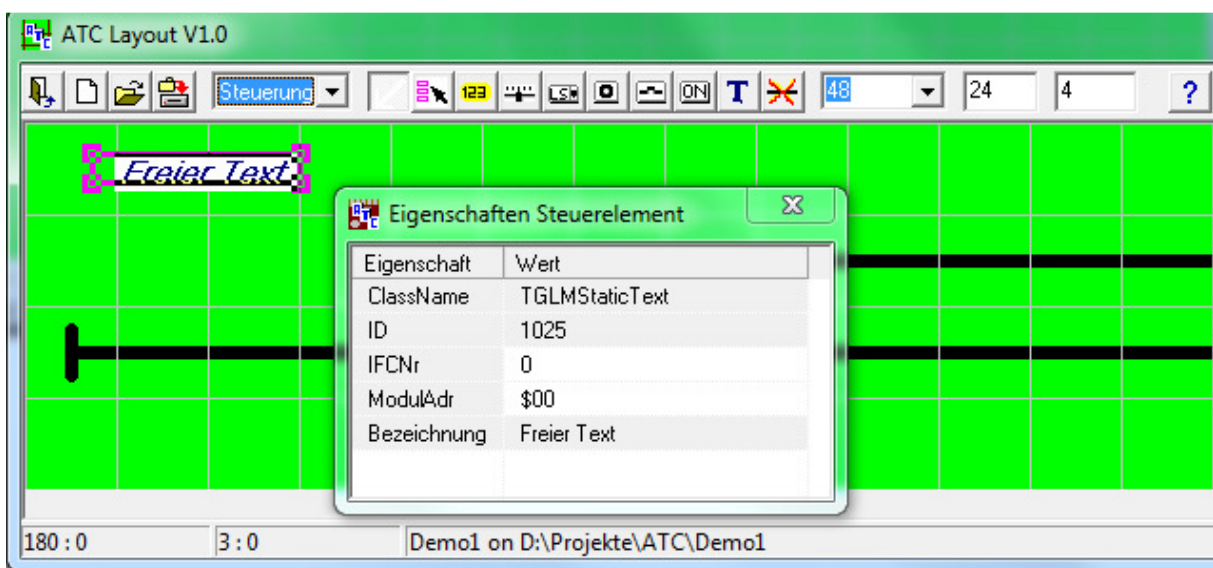 ATC Layout V1.0
Steuerung 123 LSR ON T 48 24 4 ?
Freier Text
Eigenschaften Steuerelement
Eigenschaft Wert
ClassName TGLMStaticText
ID 1025
IFCNr 0
ModulAdr $00
Bezeichnung Freier Text
180 : 0 3 : 0 Demo1 on D:\Projekte\ATC\Demo1